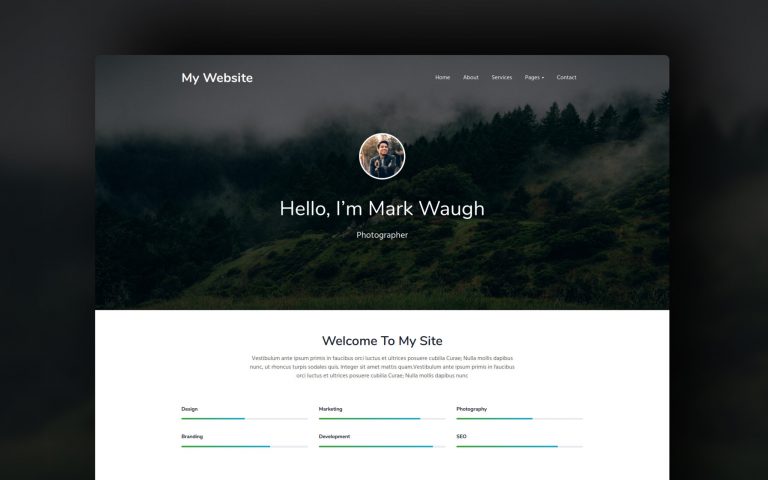 My Website
Home About Services Pages Contact
Hello, I'm Mark Waugh
Photographer
Welcome To My Site
Vestibulum ante ipsum primis in faucibus orci luctus et ultrices posuere cubilia Curae; Nulla mollis dapibus
nunc, ut rhoncus turpis sodales quis. Integer sit amet mattis quam.Vestibulum ante ipsum primis in faucibus
orci luctus et ultrices posuere cubilia Curae; Nulla mollis dapibus nunc
Design Marketing Photography
Branding Development SEO